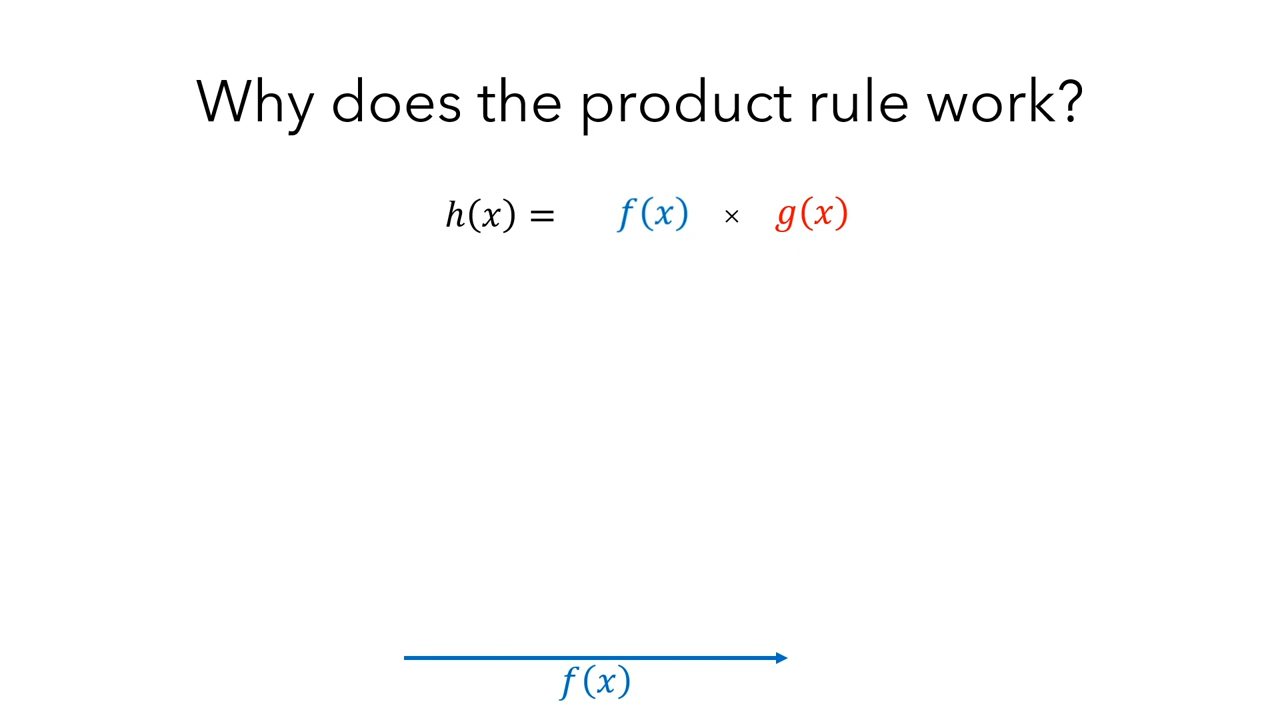 Why does the product rule work?
h(x) = f(x) × g(x)
f(x)